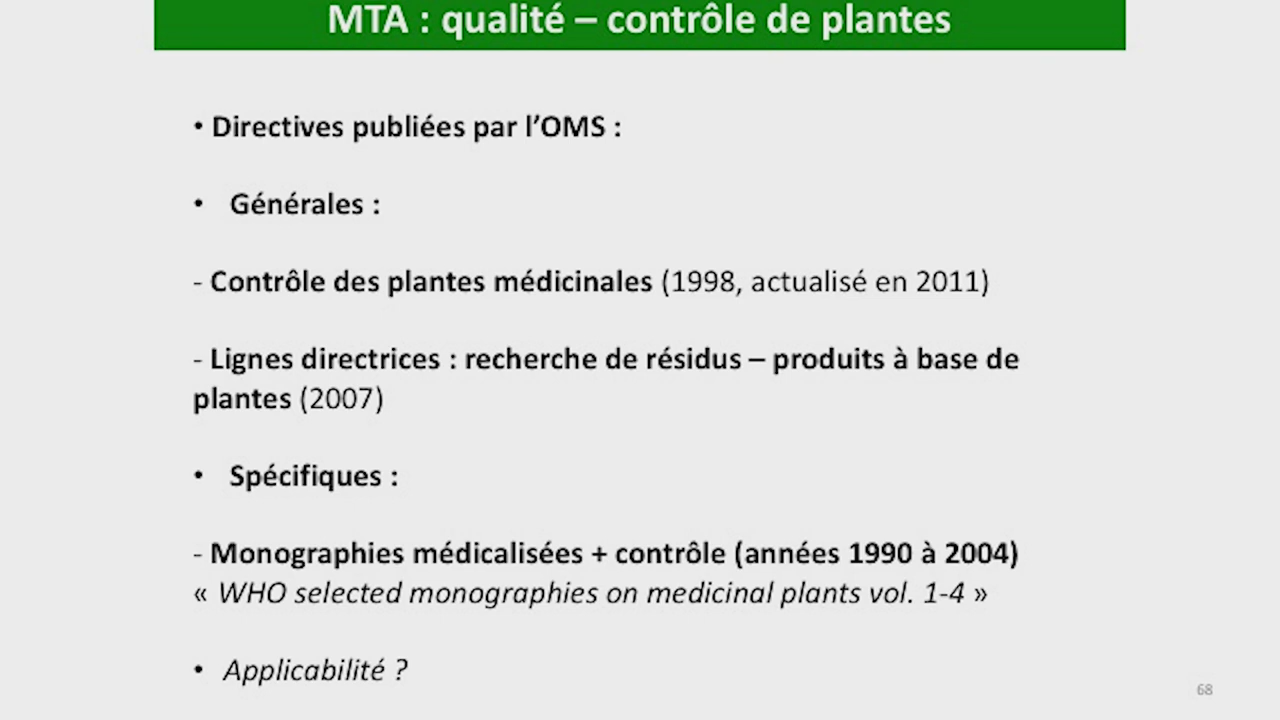 MTA : qualité – contrôle de plantes
• Directives publiées par l’OMS :
• Générales :
- Contrôle des plantes médicinales (1998, actualisé en 2011)
- Lignes directrices : recherche de résidus – produits à base de
plantes (2007)
• Spécifiques :
- Monographies médicalisées + contrôle (années 1990 à 2004)
« WHO selected monographies on medicinal plants vol. 1-4 »
• Applicabilité ?
68